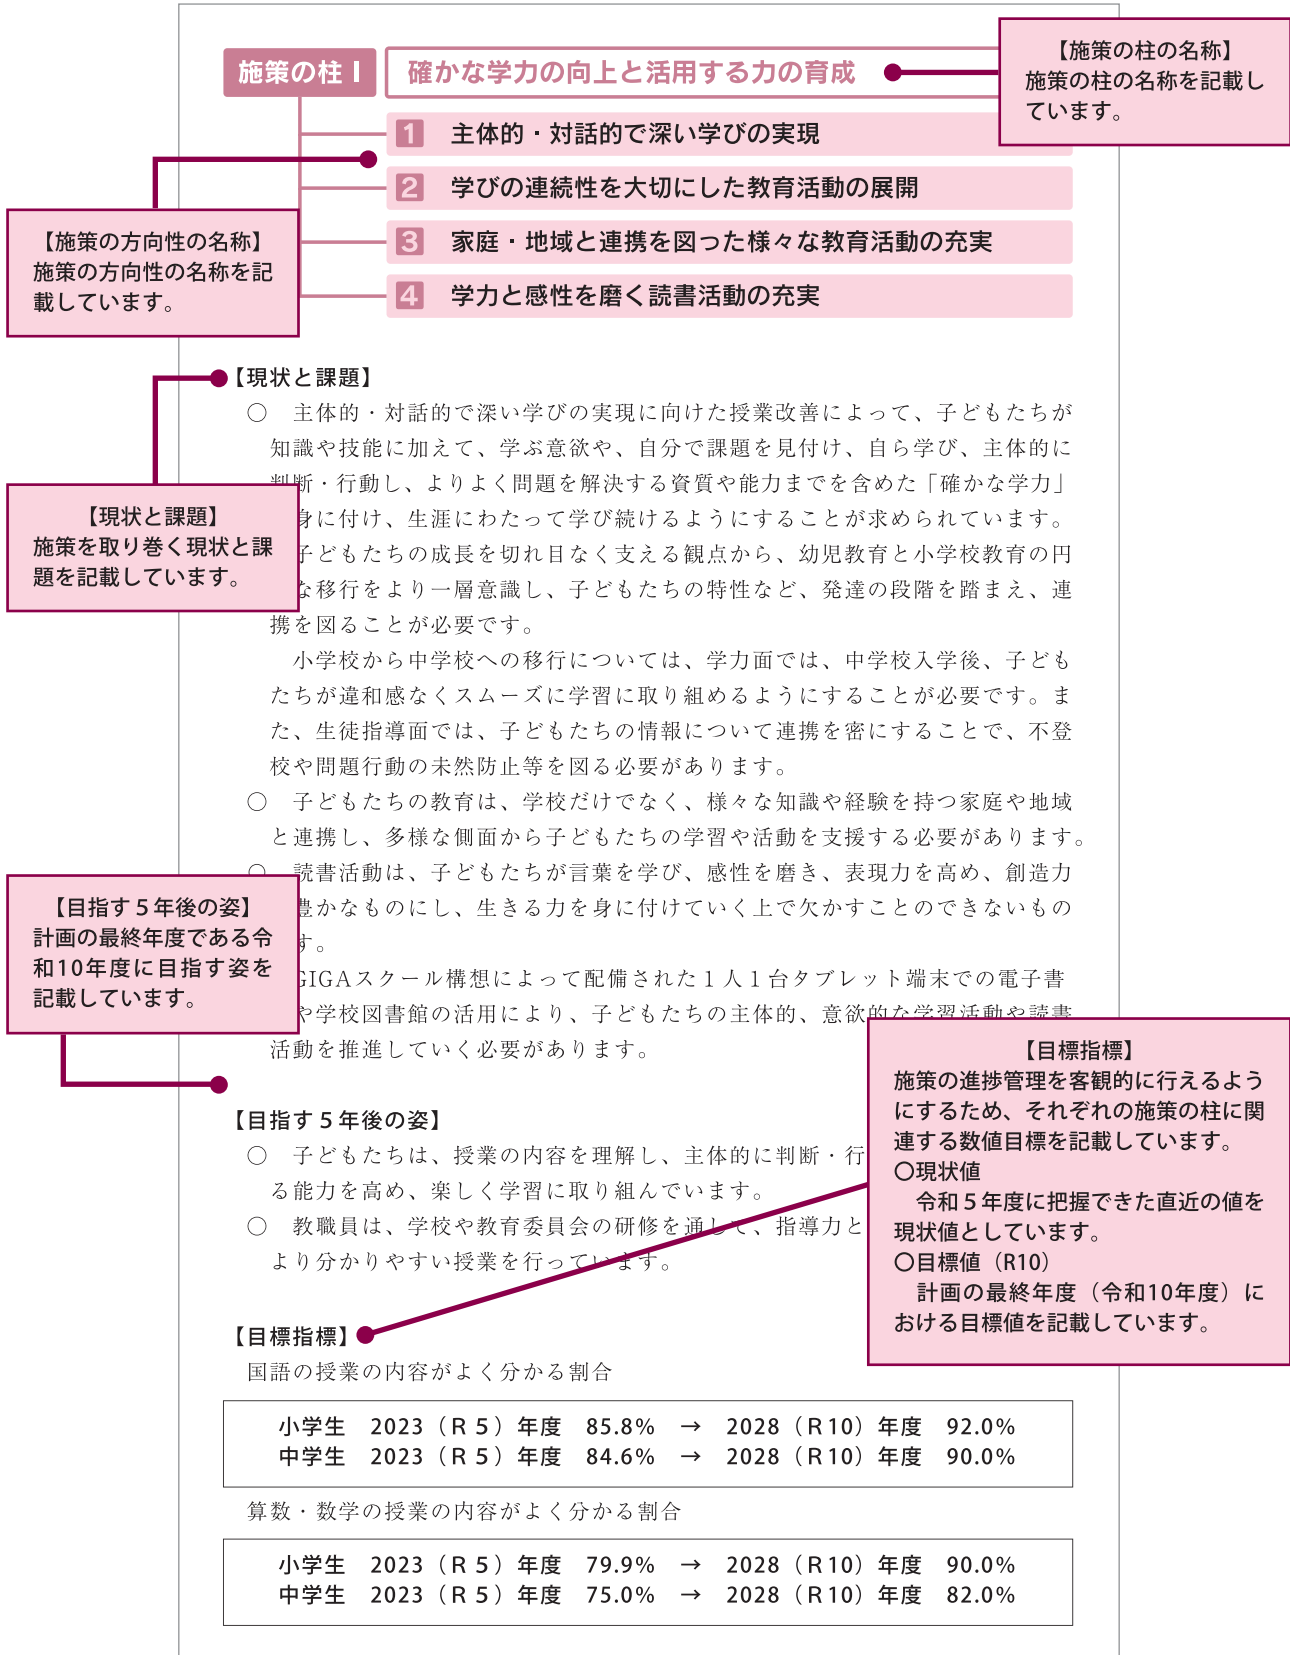 施策の柱Ⅰ
確かな学力の向上と活用する力の育成
1 主体的・対話的で深い学びの実現
2 学びの連続性を大切にした教育活動の展開
3 家庭・地域と連携を図った様々な教育活動の充実
4 学力と感性を磨く読書活動の充実
【施策の柱の名称】
施策の柱の名称を記載し
ています。
【施策の方向性の名称】
施策の方向性の名称を記
載しています。
【現状と課題】
○　主体的・対話的で深い学びの実現に向けた授業改善によって、子どもたちが
知識や技能に加えて、学ぶ意欲や、自分で課題を見付け、自ら学び、主体的に
判断・行動し、よりよく問題を解決する資質や能力までを含めた「確かな学力」
身に付け、生涯にわたって学び続けるようにすることが求められています。
子どもたちの成長を切れ目なく支える観点から、幼児教育と小学校教育の円
な移行をより一層意識し、子どもたちの特性など、発達の段階を踏まえ、連
携を図ることが必要です。
小学校から中学校への移行については、学力面では、中学校入学後、子ども
たちが違和感なくスムーズに学習に取り組めるようにすることが必要です。ま
た、生徒指導面では、子どもたちの情報について連携を密にすることで、不登
校や問題行動の未然防止等を図る必要があります。
○　子どもたちの教育は、学校だけでなく、様々な知識や経験を持つ家庭や地域
と連携し、多様な側面から子どもたちの学習や活動を支援する必要があります。
○　読書活動は、子どもたちが言葉を学び、感性を磨き、表現力を高め、創造力
豊かなものにし、生きる力を身に付けていく上で欠かすことのできないもの
す。
GIGAスクール構想によって配備された１人１台タブレット端末での電子書
や学校図書館の活用により、子どもたちの主体的、意欲的な学習活動や読書
活動を推進していく必要があります。
【現状と課題】
施策を取り巻く現状と課
題を記載しています。
【目指す５年後の姿】
計画の最終年度である令
和10年度に目指す姿を
記載しています。
【目指す５年後の姿】
○　子どもたちは、授業の内容を理解し、主体的に判断・行
る能力を高め、楽しく学習に取り組んでいます。
○　教職員は、学校や教育委員会の研修を通して、指導力と
より分かりやすい授業を行っています。
【目標指標】
施策の進捗管理を客観的に行えるよう
にするため、それぞれの施策の柱に関
連する数値目標を記載しています。
〇現状値
令和５年度に把握できた直近の値を
現状値としています。
〇目標値（R10）
計画の最終年度（令和10年度）に
おける目標値を記載しています。
【目標指標】
国語の授業の内容がよく分かる割合
小学生　2023（R５）年度　85.8%　→　2028（R10）年度　92.0%
中学生　2023（R５）年度　84.6%　→　2028（R10）年度　90.0%
算数・数学の授業の内容がよく分かる割合
小学生　2023（R５）年度　79.9%　→　2028（R10）年度　90.0%
中学生　2023（R５）年度　75.0%　→　2028（R10）年度　82.0%